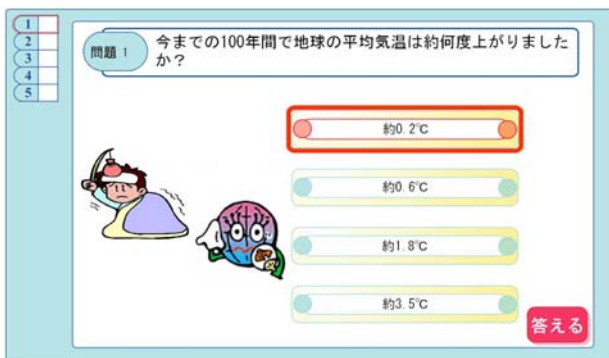 1
2
3
4
5
問題 1
今までの100年間で地球の平均気温は約何度上がりました
か？
約0.2℃
約0.6℃
約1.8℃
約3.5℃
答える